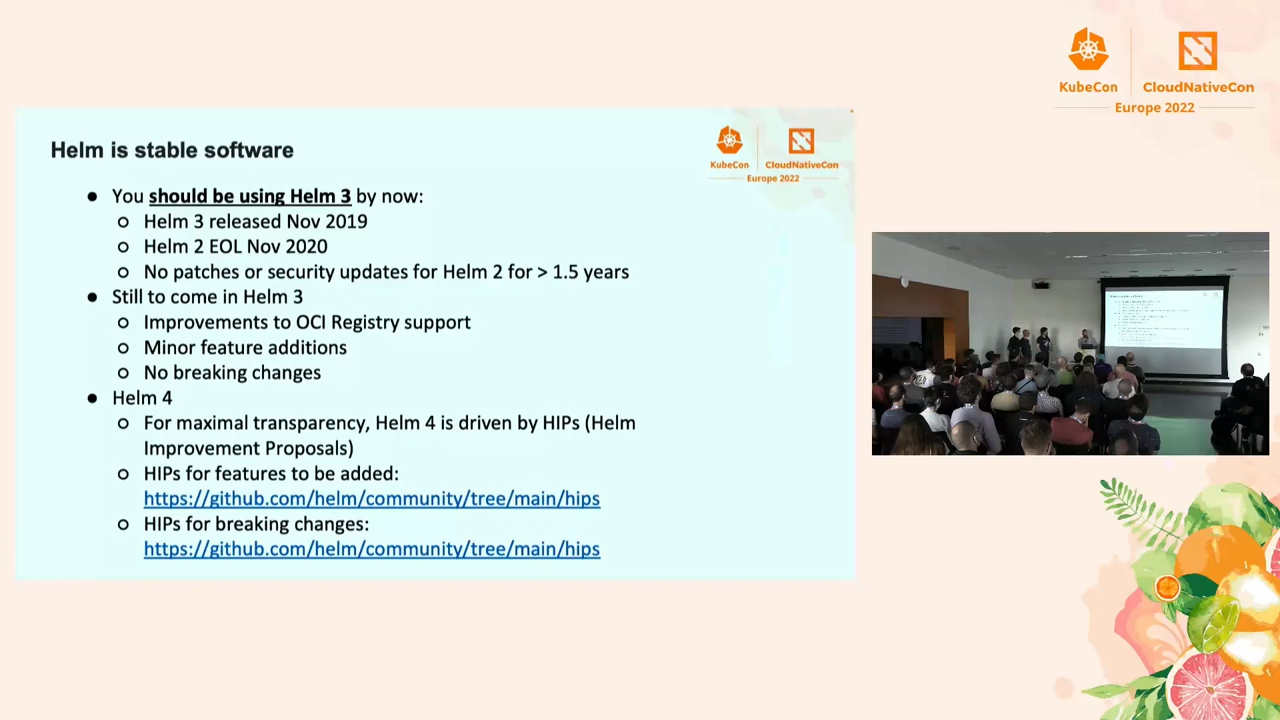 KubeCon
CloudNativeCon
Europe 2022
Helm is stable software
KubeCon
CloudNativeCon
Europe 2022
● You should be using Helm 3 by now:
○ Helm 3 released Nov 2019
○ Helm 2 EOL Nov 2020
○ No patches or security updates for Helm 2 for > 1.5 years
● Still to come in Helm 3
○ Improvements to OCI Registry support
○ Minor feature additions
○ No breaking changes
● Helm 4
○ For maximal transparency, Helm 4 is driven by HIPs (Helm
Improvement Proposals)
○ HIPs for features to be added:
https://github.com/helm/community/tree/main/hips
○ HIPs for breaking changes:
https://github.com/helm/community/tree/main/hips